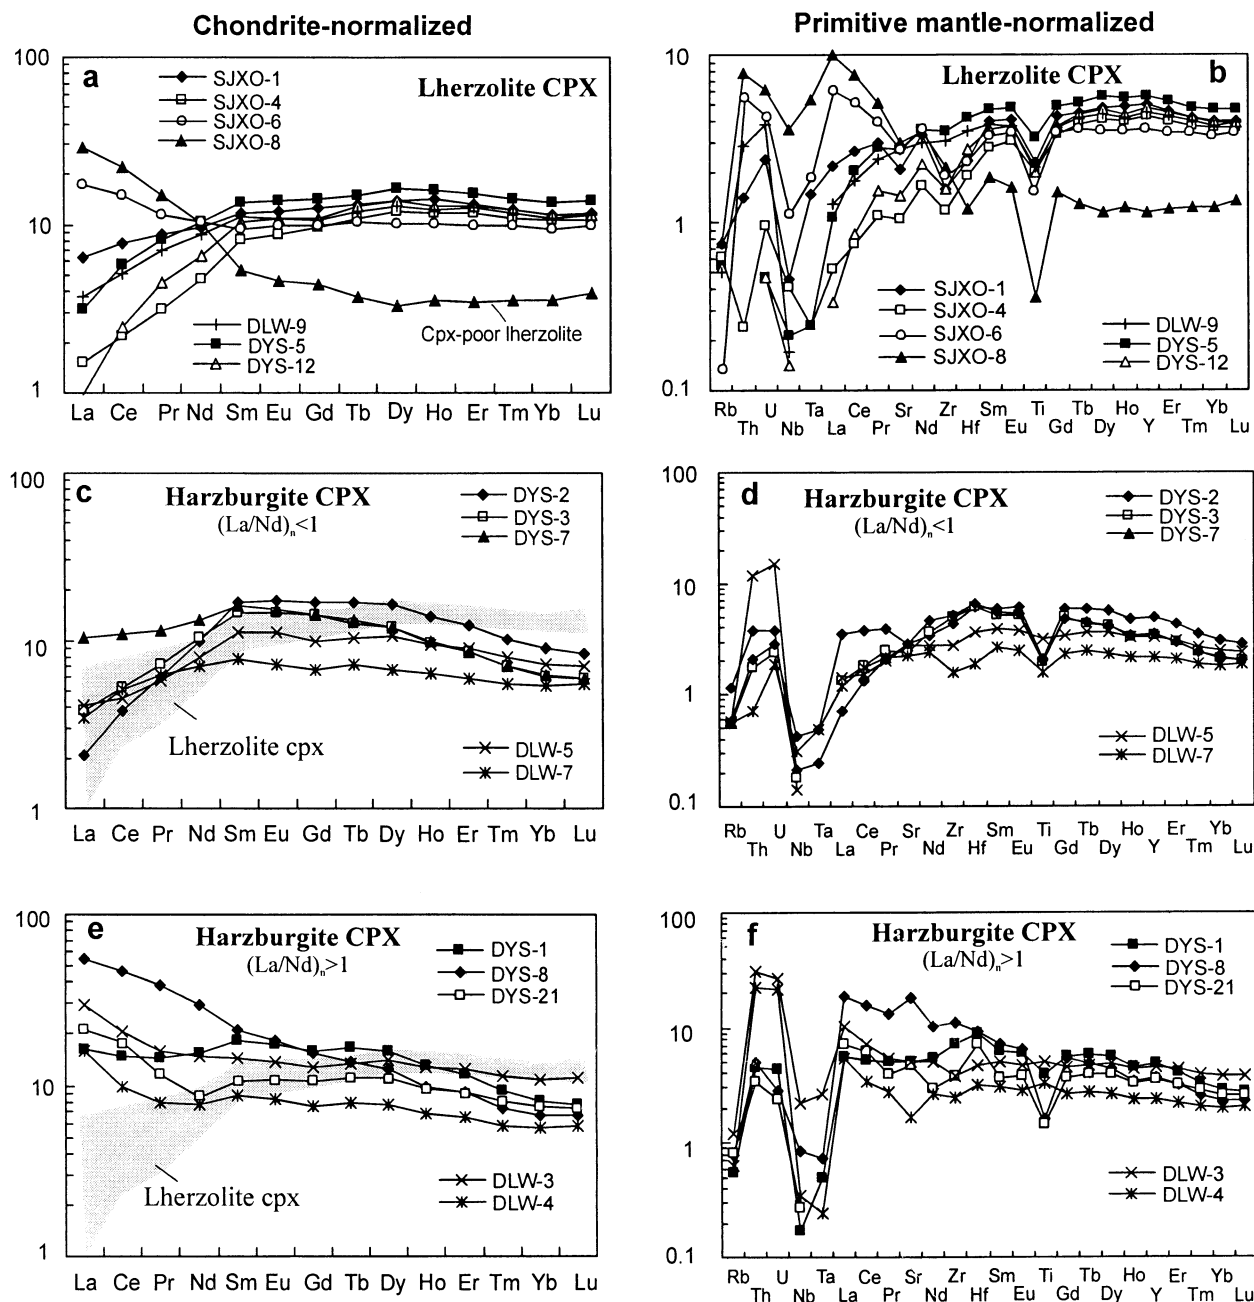 Chondrite-normalized
Primitive mantle-normalized
a
SJXO-1
SJXO-4
SJXO-6
SJXO-8
Lherzolite CPX
100
10
1
DLW-9
DYS-5
DYS-12
Cpx-poor lherzolite
La Ce Pr Nd Sm Eu Gd Tb Dy Ho Er Tm Yb Lu
b
Lherzolite CPX
10
1
0.1
SJXO-1
SJXO-4
SJXO-6
SJXO-8
DLW-9
DYS-5
DYS-12
Rb U Ta Ce Sr Zr Sm Ti Tb Ho Er Yb
Th Nb La Pr Nd Hf Eu Gd Dy Y Tm Lu
c
Harzburgite CPX
(La/Nd)n<1
DYS-2
DYS-3
DYS-7
100
10
1
Lherzolite cpx
DLW-5
DLW-7
La Ce Pr Nd Sm Eu Gd Tb Dy Ho Er Tm Yb Lu
d
Harzburgite CPX
(La/Nd)n<1
DYS-2
DYS-3
DYS-7
100
10
1
0.1
DLW-5
DLW-7
Rb U Ta Ce Sr Zr Sm Ti Tb Ho Er Yb
Th Nb La Pr Nd Hf Eu Gd Dy Y Tm Lu
e
Harzburgite CPX
(La/Nd)n>1
DYS-1
DYS-8
DYS-21
100
10
1
Lherzolite cpx
DLW-3
DLW-4
La Ce Pr Nd Sm Eu Gd Tb Dy Ho Er Tm Yb Lu
f
Harzburgite CPX
(La/Nd)n>1
DYS-1
DYS-8
DYS-21
100
10
1
0.1
DLW-3
DLW-4
Rb U Ta Ce Sr Zr Sm Ti Tb Ho Er Yb
Th Nb La Pr Nd Hf Eu Gd Dy Y Tm Lu